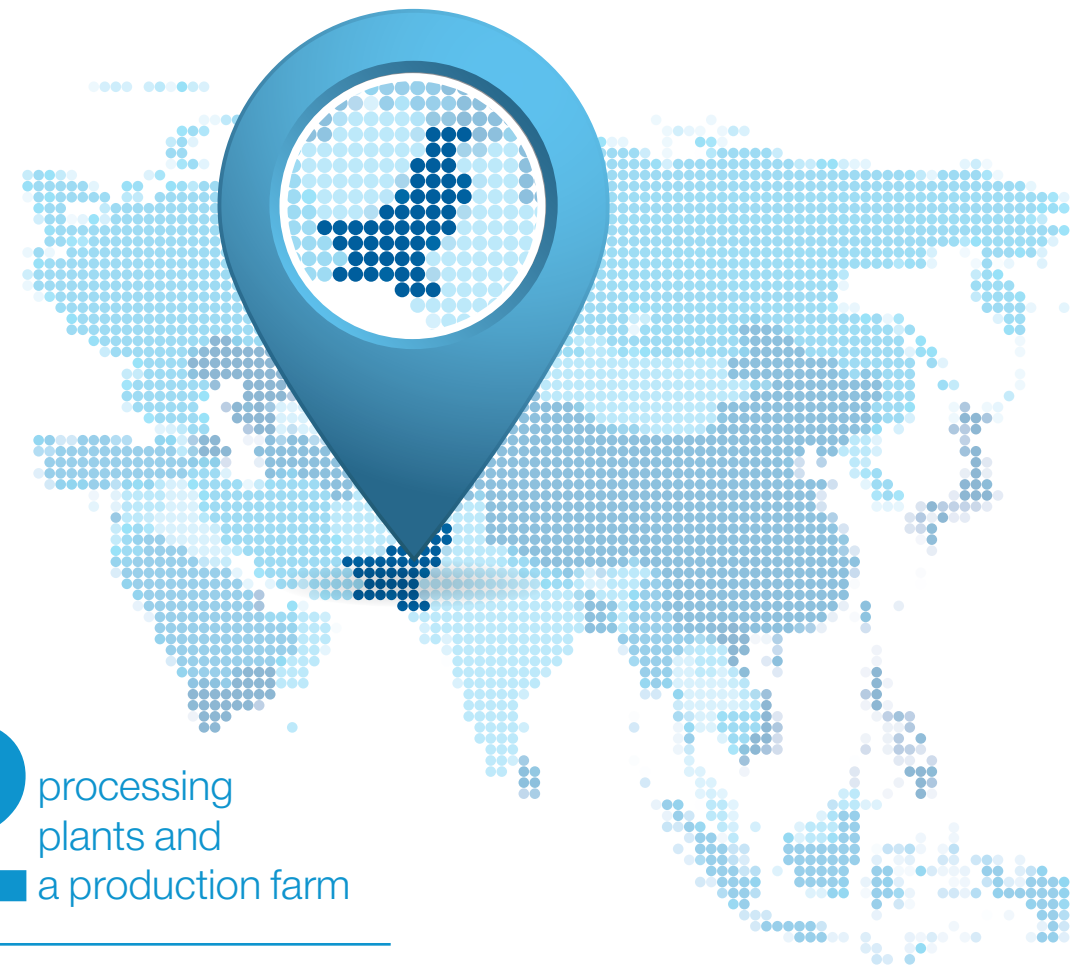 processing
plants and
a production farm